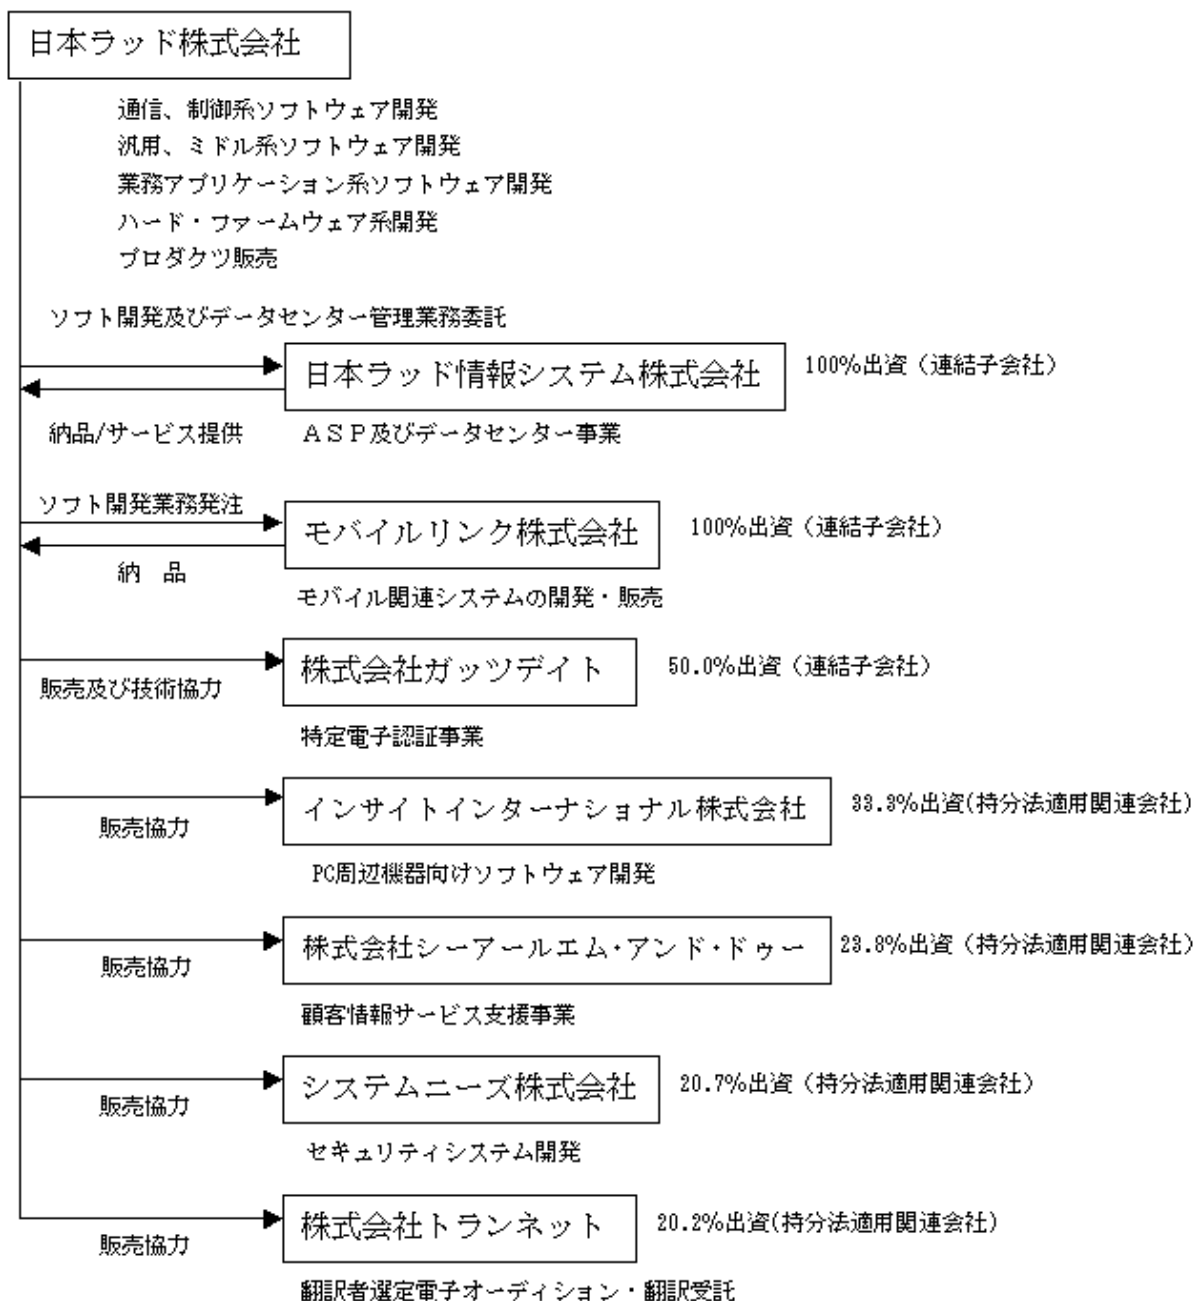 日本ラッド株式会社
通信、制御系ソフトウェア開発
汎用、ミドル系ソフトウェア開発
業務アプリケーション系ソフトウェア開発
ハード・ファームウェア系開発
プロダクツ販売
ソフト開発及びデータセンター管理業務委託
日本ラッド情報システム株式会社
100%出資（連結子会社）
納品/サービス提供
ＡＳＰ及びデータセンター事業
ソフト開発業務発注
モバイルリンク株式会社
100%出資（連結子会社）
納　品
モバイル関連システムの開発・販売
株式会社ガッツデイト
50.0%出資（連結子会社）
販売及び技術協力
特定電子認証事業
インサイトインターナショナル株式会社
33.3%出資(持分法適用関連会社)
販売協力
PC周辺機器向けソフトウェア開発
株式会社シーアールエム･アンド･ドゥー
23.8%出資（持分法適用関連会社）
販売協力
顧客情報サービス支援事業
システムニーズ株式会社
20.7%出資（持分法適用関連会社）
販売協力
セキュリティシステム開発
株式会社トランネット
20.2%出資(持分法適用関連会社)
販売協力
翻訳者選定電子オーディション・翻訳受託